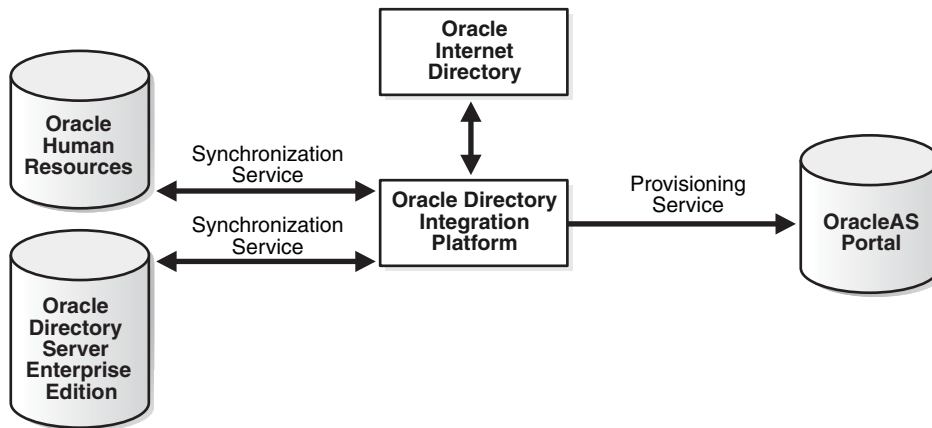 Oracle
Internet
Directory
Oracle
Human
Resources
Synchronization
Service
Oracle Directory
Integration
Platform
Provisioning
Service
OracleAS
Portal
Synchronization
Service
Oracle
Directory
Server
Enterprise
Edition